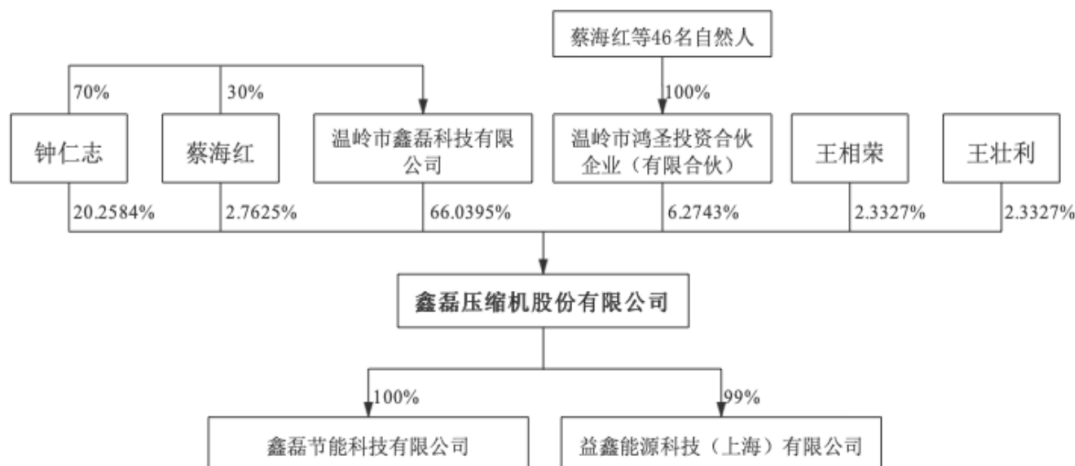 蔡海红等46名自然人
70%
30%
100%
钟仁志
蔡海红
温岭市鑫磊科技有限
公司
温岭市鸿圣投资合伙
企业（有限合伙）
王相荣
王壮利
20.2584%
2.7625%
66.0395%
6.2743%
2.3327%
2.3327%
鑫磊压缩机股份有限公司
100%
99%
鑫磊节能科技有限公司
益鑫能源科技（上海）有限公司